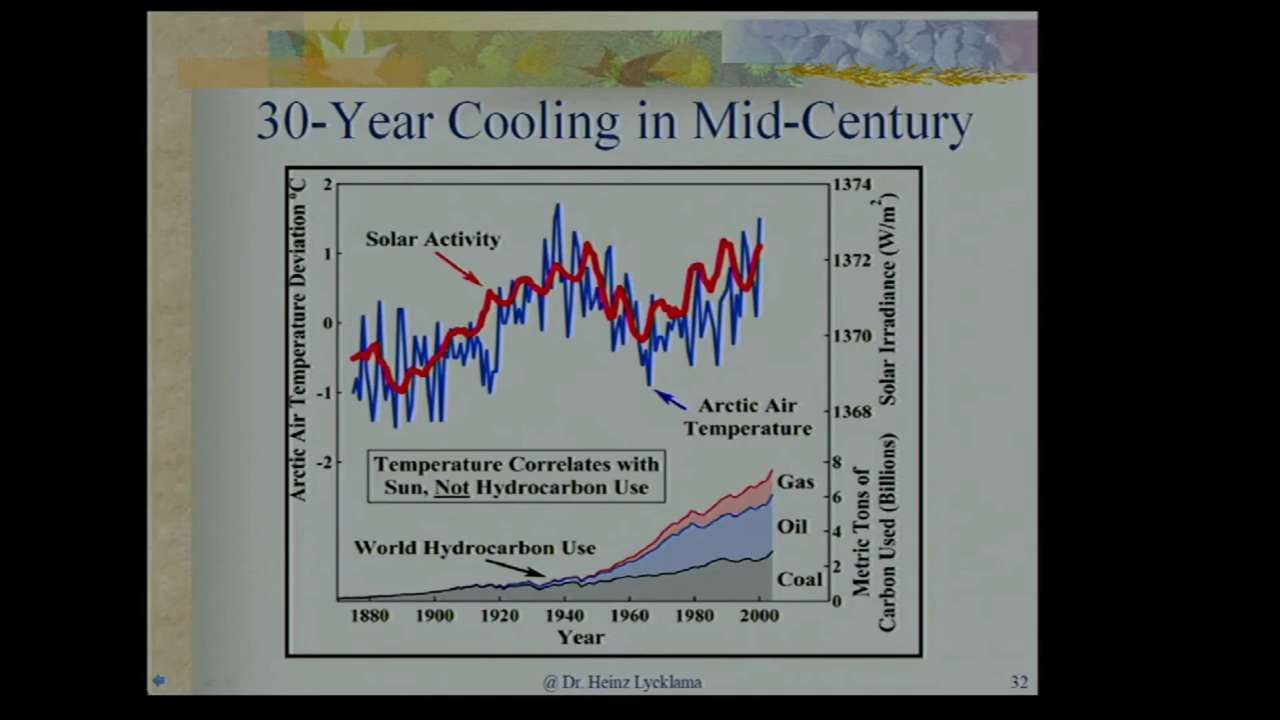 30-Year Cooling in Mid-Century
Arctic Air Temperature Deviation °C
2
1
0
-1
-2
Solar Activity
Arctic Air
Temperature
Temperature Correlates with
Sun, Not Hydrocarbon Use
World Hydrocarbon Use
Gas
Oil
Coal
1374
1372
1370
1368
Solar Irradiance (W/m²)
8
6
4
2
0
Metric Tons of
Carbon Used (Billions)
1880 1900 1920 1940 1960 1980 2000
Year
@ Dr. Heinz Lycklama
32